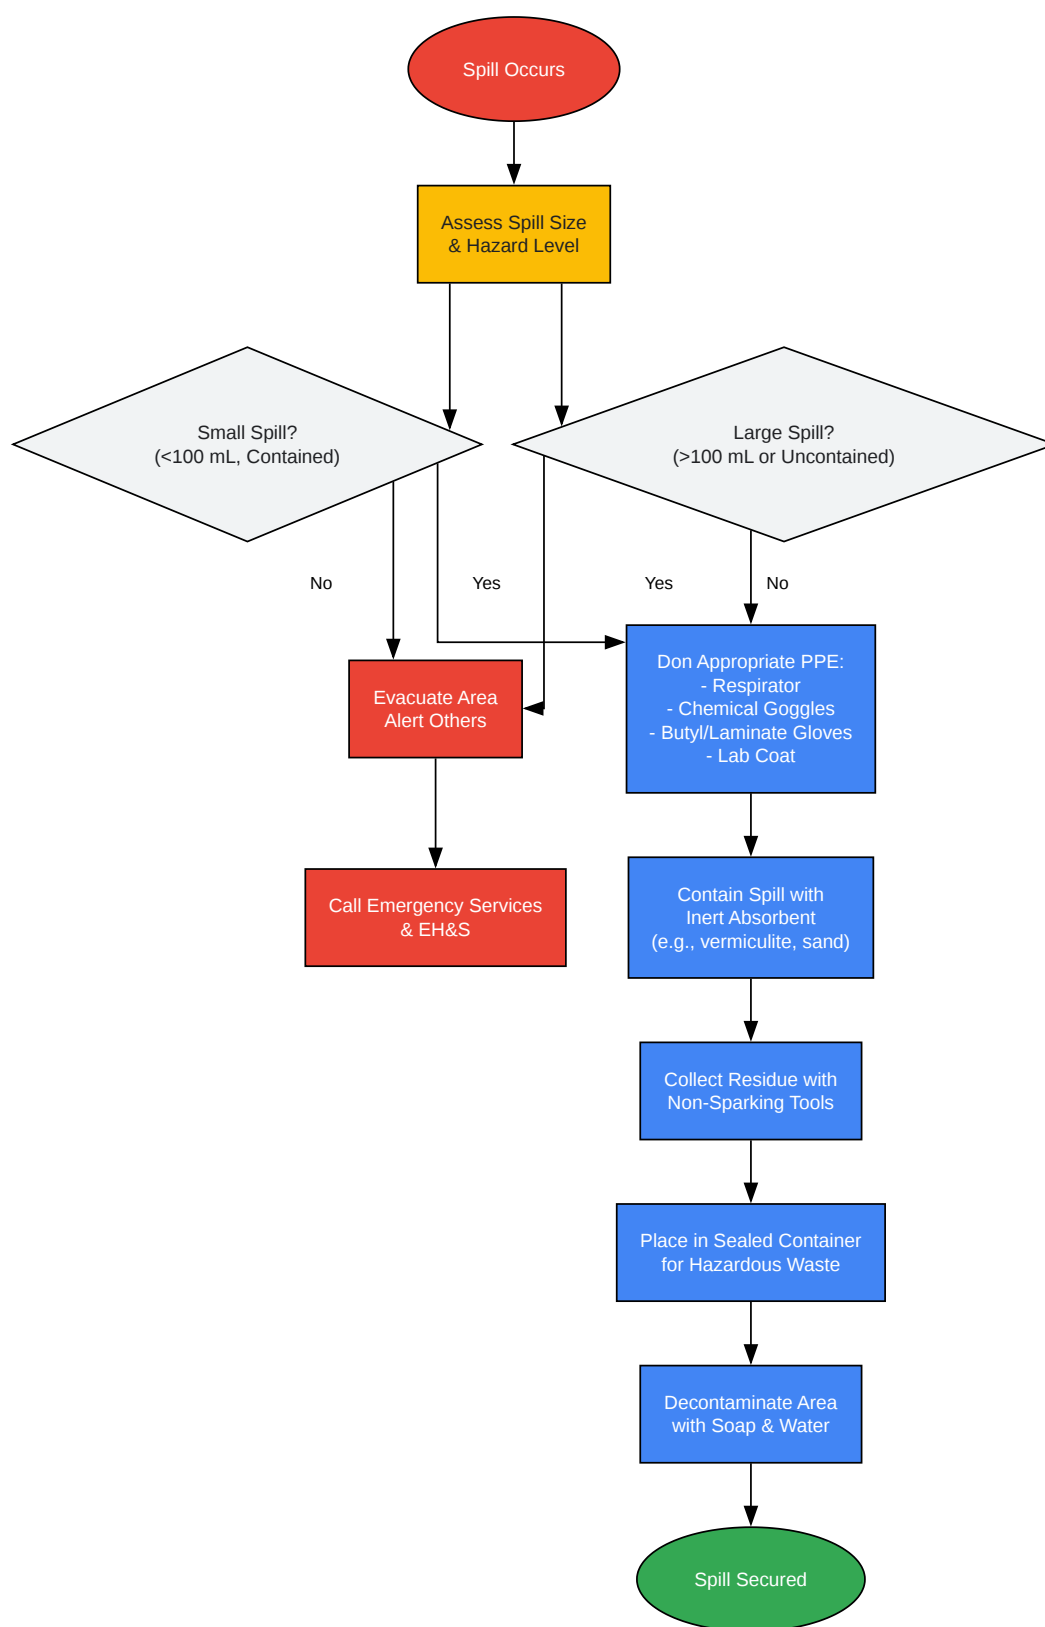 Spill Occurs
Assess Spill Size
& Hazard Level
Small Spill?
(<100 mL, Contained)
Large Spill?
(>100 mL or Uncontained)
No
Yes
Yes
No
Evacuate Area
Alert Others
Don Appropriate PPE:
- Respirator
- Chemical Goggles
- Butyl/Laminate Gloves
- Lab Coat
Call Emergency Services
& EH&S
Contain Spill with
Inert Absorbent
(e.g., vermiculite, sand)
Collect Residue with
Non-Sparking Tools
Place in Sealed Container
for Hazardous Waste
Decontaminate Area
with Soap & Water
Spill Secured